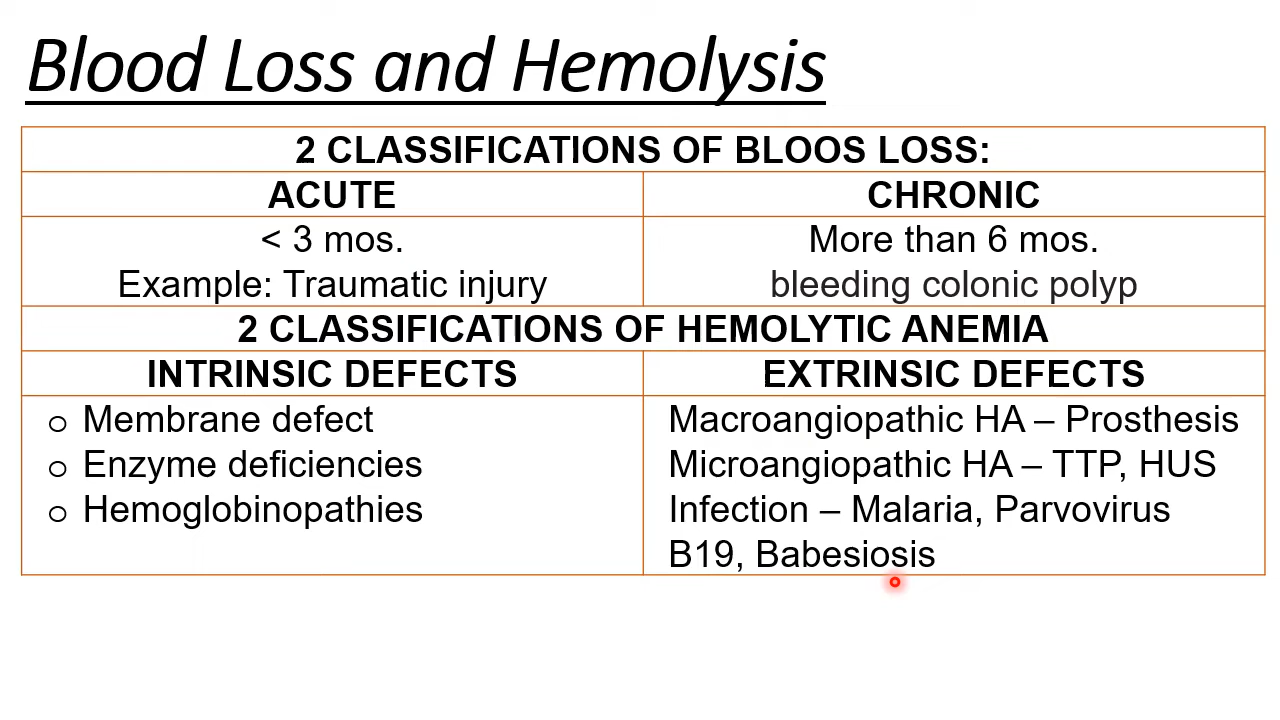 Blood Loss and Hemolysis
2 CLASSIFICATIONS OF BLOOS LOSS:
ACUTE
CHRONIC
< 3 mos.
Example: Traumatic injury
More than 6 mos.
bleeding colonic polyp
2 CLASSIFICATIONS OF HEMOLYTIC ANEMIA
INTRINSIC DEFECTS
EXTRINSIC DEFECTS
o Membrane defect
o Enzyme deficiencies
o Hemoglobinopathies
Macroangiopathic HA – Prosthesis
Microangiopathic HA – TTP, HUS
Infection – Malaria, Parvovirus
B19, Babesiosis